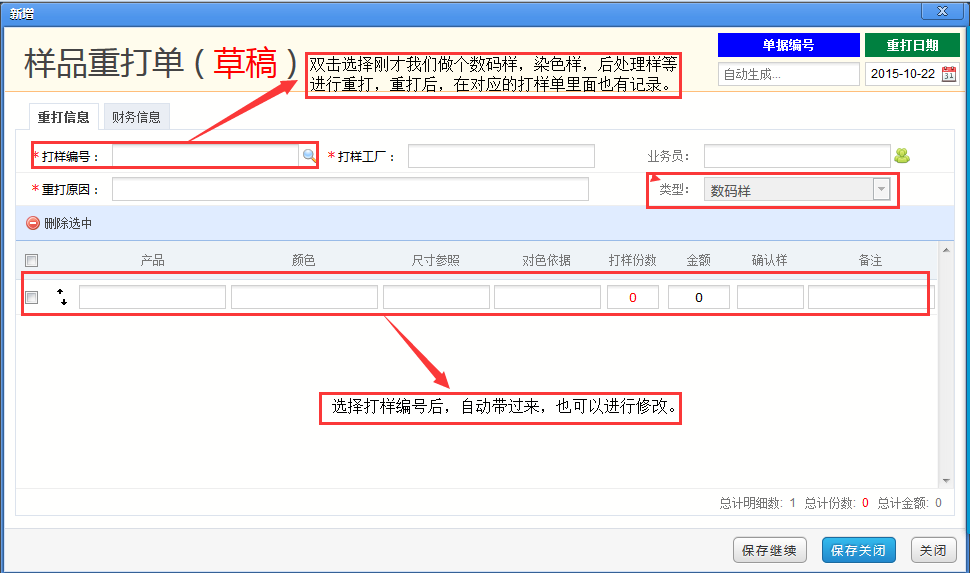 新增
样品重打单（草稿）
双击选择刚才我们做个数码样，染色样，后处理样等
进行重打，重打后，在对应的打样单里面也有记录。
单据编号 重打日期
自动生成... 2015-10-22
重打信息 财务信息
*打样编号： *打样工厂： 业务员：
*重打原因： 类型： 数码样
删除选中
产品 颜色 尺寸参照 对色依据 打样份数 金额 确认样 备注
0 0
选择打样编号后，自动带过来，也可以进行修改。
总计明细数: 1 总计份数: 0 总计金额: 0
保存继续 保存关闭 关闭